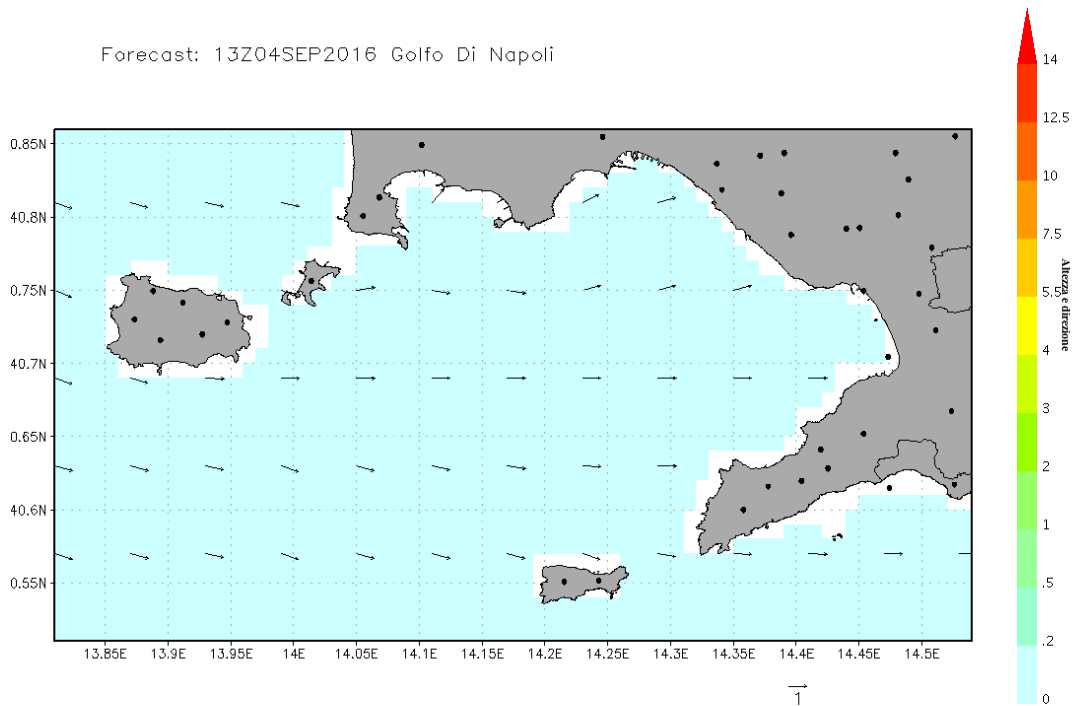 Forecast: 13Z04SEP2016 Golfo Di Napoli
14
12.5
10
7.5
5.5
4
3
2
1
.5
.2
0
Altezza e direzione
0.85N
40.8N
0.75N
40.7N
0.65N
40.6N
0.55N
13.85E 13.9E 13.95E 14E 14.05E 14.1E 14.15E 14.2E 14.25E 14.3E 14.35E 14.4E 14.45E 14.5E
1